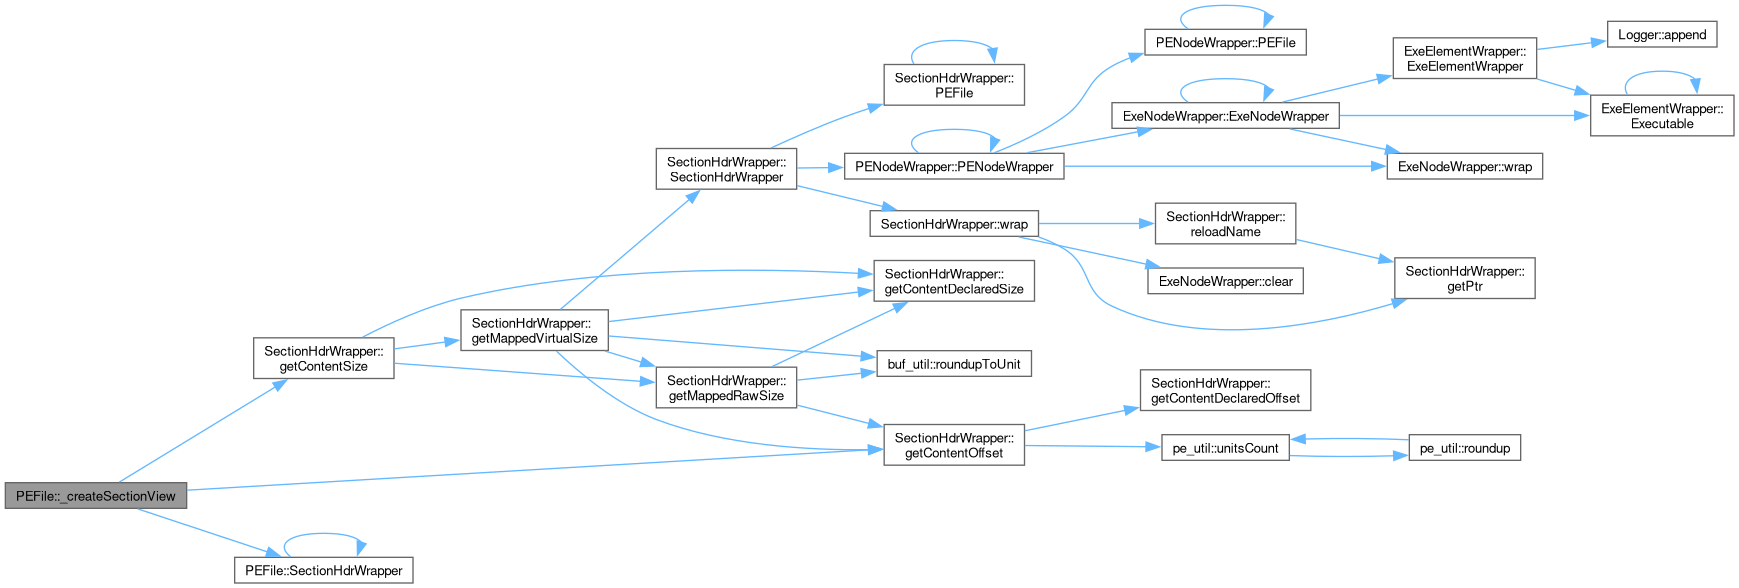 PEFile::_createSectionView
SectionHdrWrapper::
getContentSize
PEFile::SectionHdrWrapper
SectionHdrWrapper::
getMappedVirtualSize
SectionHdrWrapper::
SectionHdrWrapper
SectionHdrWrapper::
getMappedRawSize
SectionHdrWrapper::
PEFile
PENodeWrapper::PENodeWrapper
SectionHdrWrapper::wrap
SectionHdrWrapper::
getContentDeclaredSize
buf_util::roundupToUnit
SectionHdrWrapper::
getContentOffset
PENodeWrapper::PEFile
ExeNodeWrapper::ExeNodeWrapper
SectionHdrWrapper::
reloadName
ExeNodeWrapper::clear
SectionHdrWrapper::
getContentDeclaredOffset
pe_util::unitsCount
ExeElementWrapper::
ExeElementWrapper
ExeNodeWrapper::wrap
SectionHdrWrapper::
getPtr
pe_util::roundup
Logger::append
ExeElementWrapper::
Executable